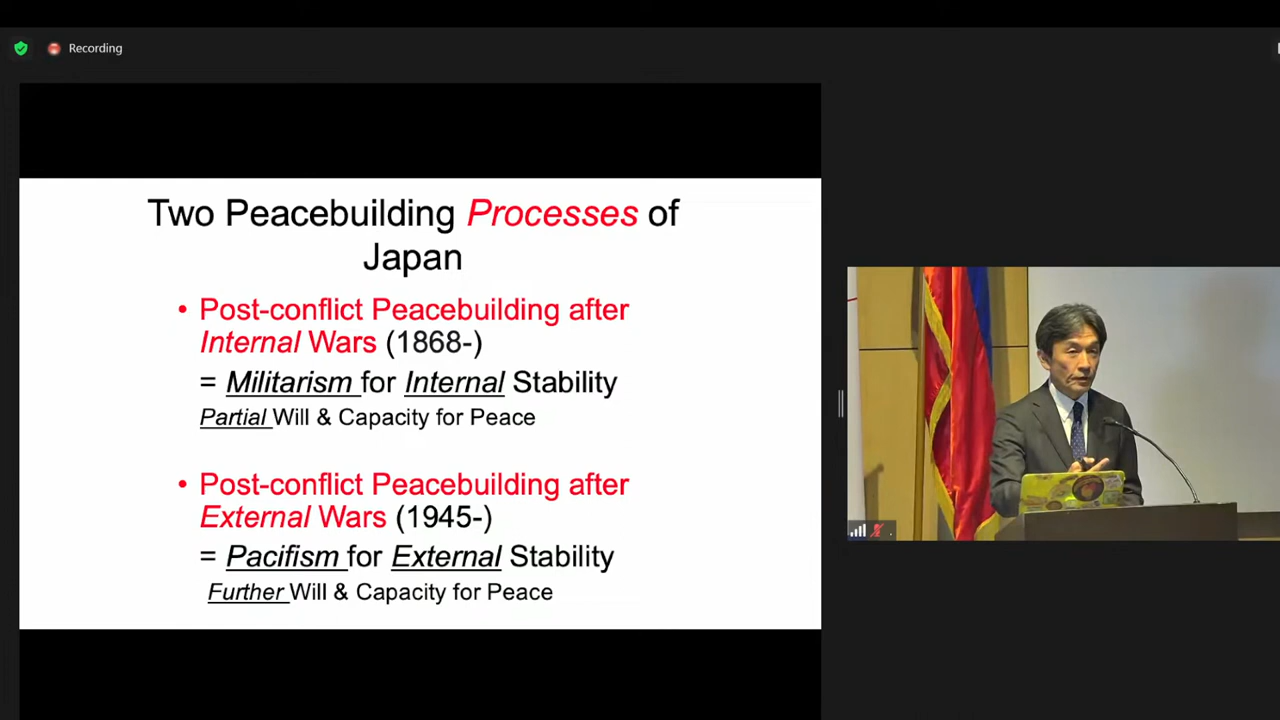 Recording
Two Peacebuilding Processes of
Japan
• Post-conflict Peacebuilding after
Internal Wars (1868-)
= Militarism for Internal Stability
Partial Will & Capacity for Peace
• Post-conflict Peacebuilding after
External Wars (1945-)
= Pacifism for External Stability
Further Will & Capacity for Peace